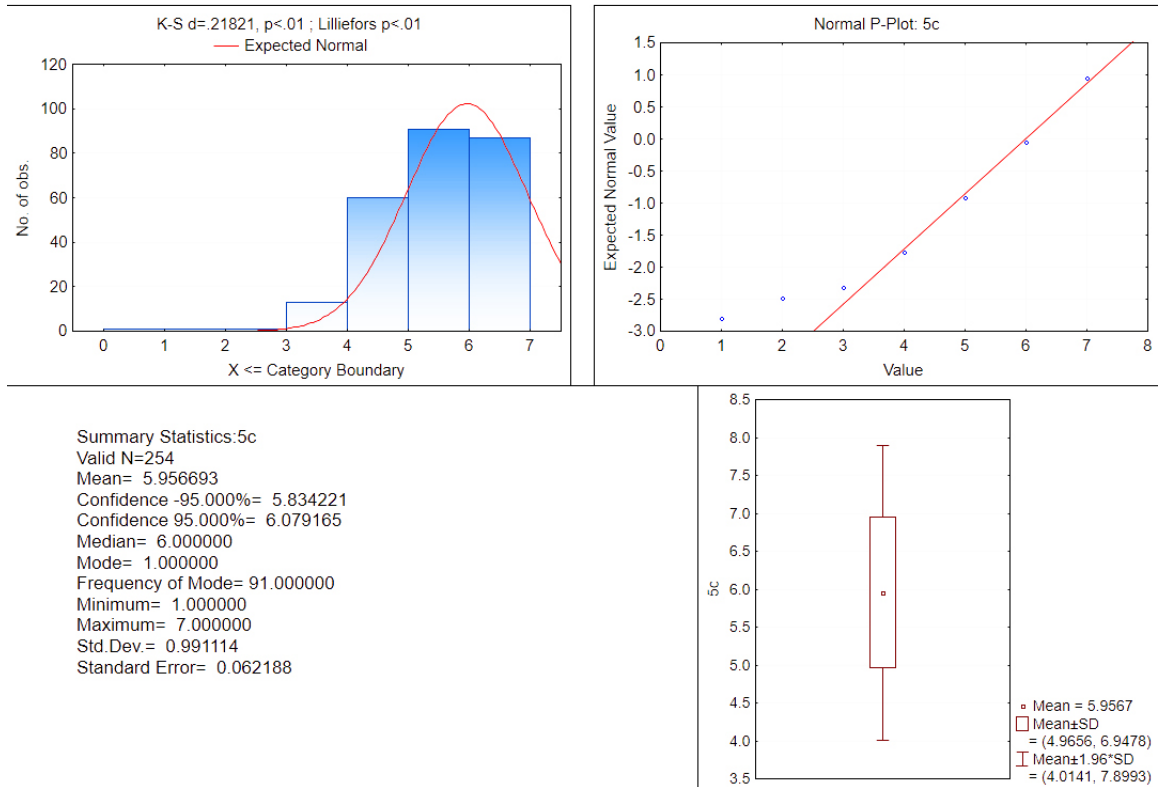 K-S d=.21821, p<.01 ; Lilliefors p<.01
Expected Normal
120
100
80
60
40
20
0
No. of obs.
0 1 2 3 4 5 6 7
X <= Category Boundary
Normal P-Plot: 5c
1.5
1.0
0.5
0.0
-0.5
-1.0
-1.5
-2.0
-2.5
-3.0
Expected Normal Value
0 1 2 3 4 5 6 7 8
Value
Summary Statistics:5c
Valid N=254
Mean= 5.956693
Confidence -95.000%= 5.834221
Confidence 95.000%= 6.079165
Median= 6.000000
Mode= 1.000000
Frequency of Mode= 91.000000
Minimum= 1.000000
Maximum= 7.000000
Std.Dev.= 0.991114
Standard Error= 0.062188
8.5
8.0
7.5
7.0
6.5
6.0
5.5
5.0
4.5
4.0
3.5
5c
Mean = 5.9567
Mean±SD
= (4.9656, 6.9478)
Mean±1.96*SD
= (4.0141, 7.8993)